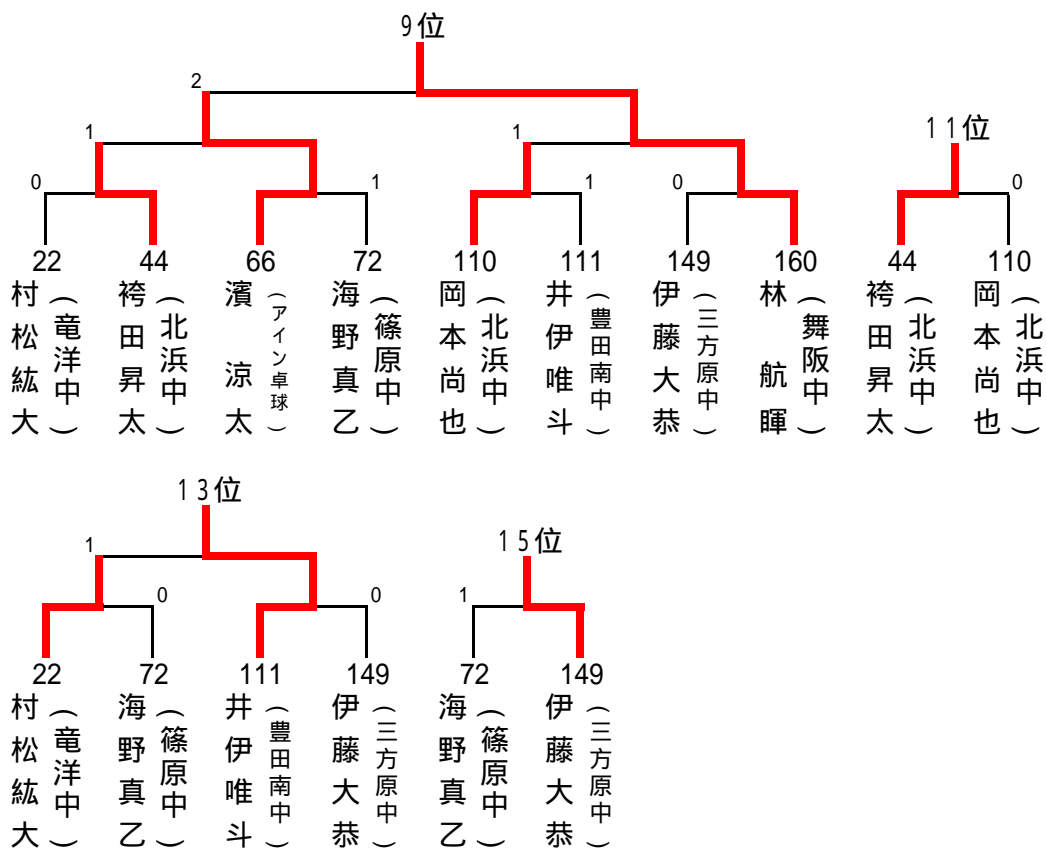 9位
2
1
1
11位
0
1
1
0
0
22
44
66
72
110
111
149
160
44
110
村松紘大
(竜洋中)
袴田昇太
(北浜中)
濱 涼太
(アイン卓球)
海野真乙
(篠原中)
岡本尚也
(北浜中)
井伊唯斗
(豊田南中)
伊藤大恭
(三方原中)
林 航暉
(舞阪中)
袴田昇太
(北浜中)
岡本尚也
(北浜中)
13位
1
15位
0
0
1
22
72
111
149
72
149
村松紘大
(竜洋中)
海野真乙
(篠原中)
井伊唯斗
(豊田南中)
伊藤大恭
(三方原中)
海野真乙
(篠原中)
伊藤大恭
(三方原中)